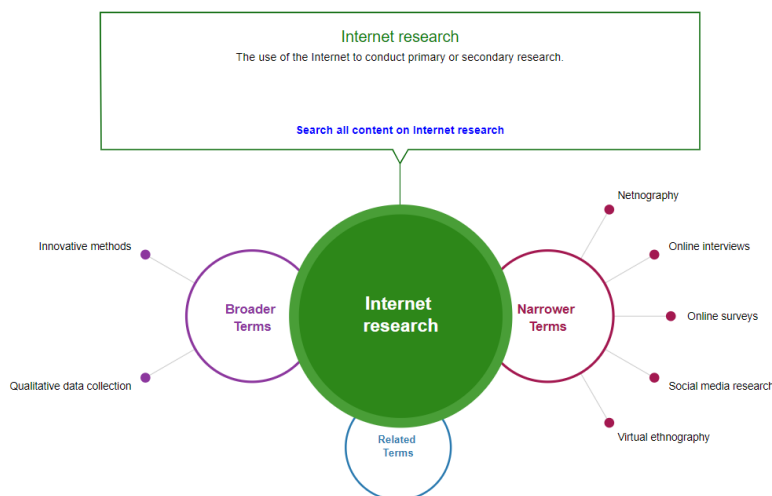 Internet research
The use of the Internet to conduct primary or secondary research.
Search all content on Internet research
Netnography
Innovative methods
Online interviews
Broader
Terms
Internet
research
Narrower
Terms
Online surveys
Qualitative data collection
Social media research
Virtual ethnography
Related
Terms